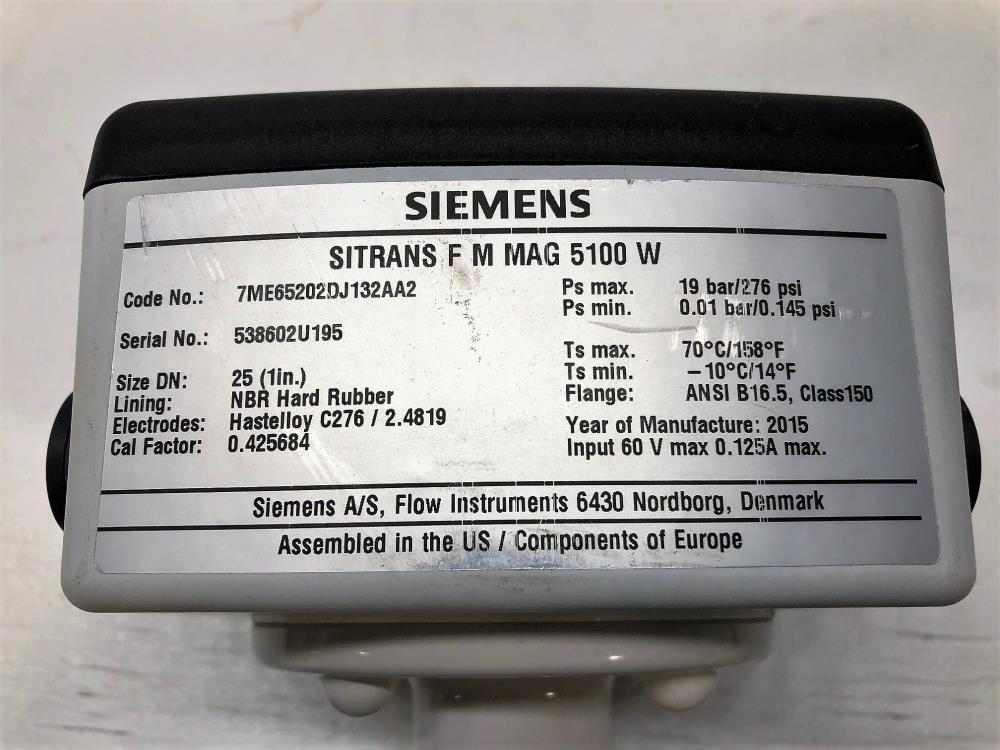 SIEMENS
SITRANS F M MAG 5100 W
Code No.: 7ME65202DJ132AA2
Serial No.: 538602U195
Size DN: 25 (1in.)
Lining: NBR Hard Rubber
Electrodes: Hastelloy C276 / 2.4819
Cal Factor: 0.425684
Ps max. 19 bar/276 psi
Ps min. 0.01 bar/0.145 psi
Ts max. 70°C/158°F
Ts min. –10°C/14°F
Flange: ANSI B16.5, Class150
Year of Manufacture: 2015
Input 60 V max 0.125A max.
Siemens A/S, Flow Instruments 6430 Nordborg, Denmark
Assembled in the US / Components of Europe